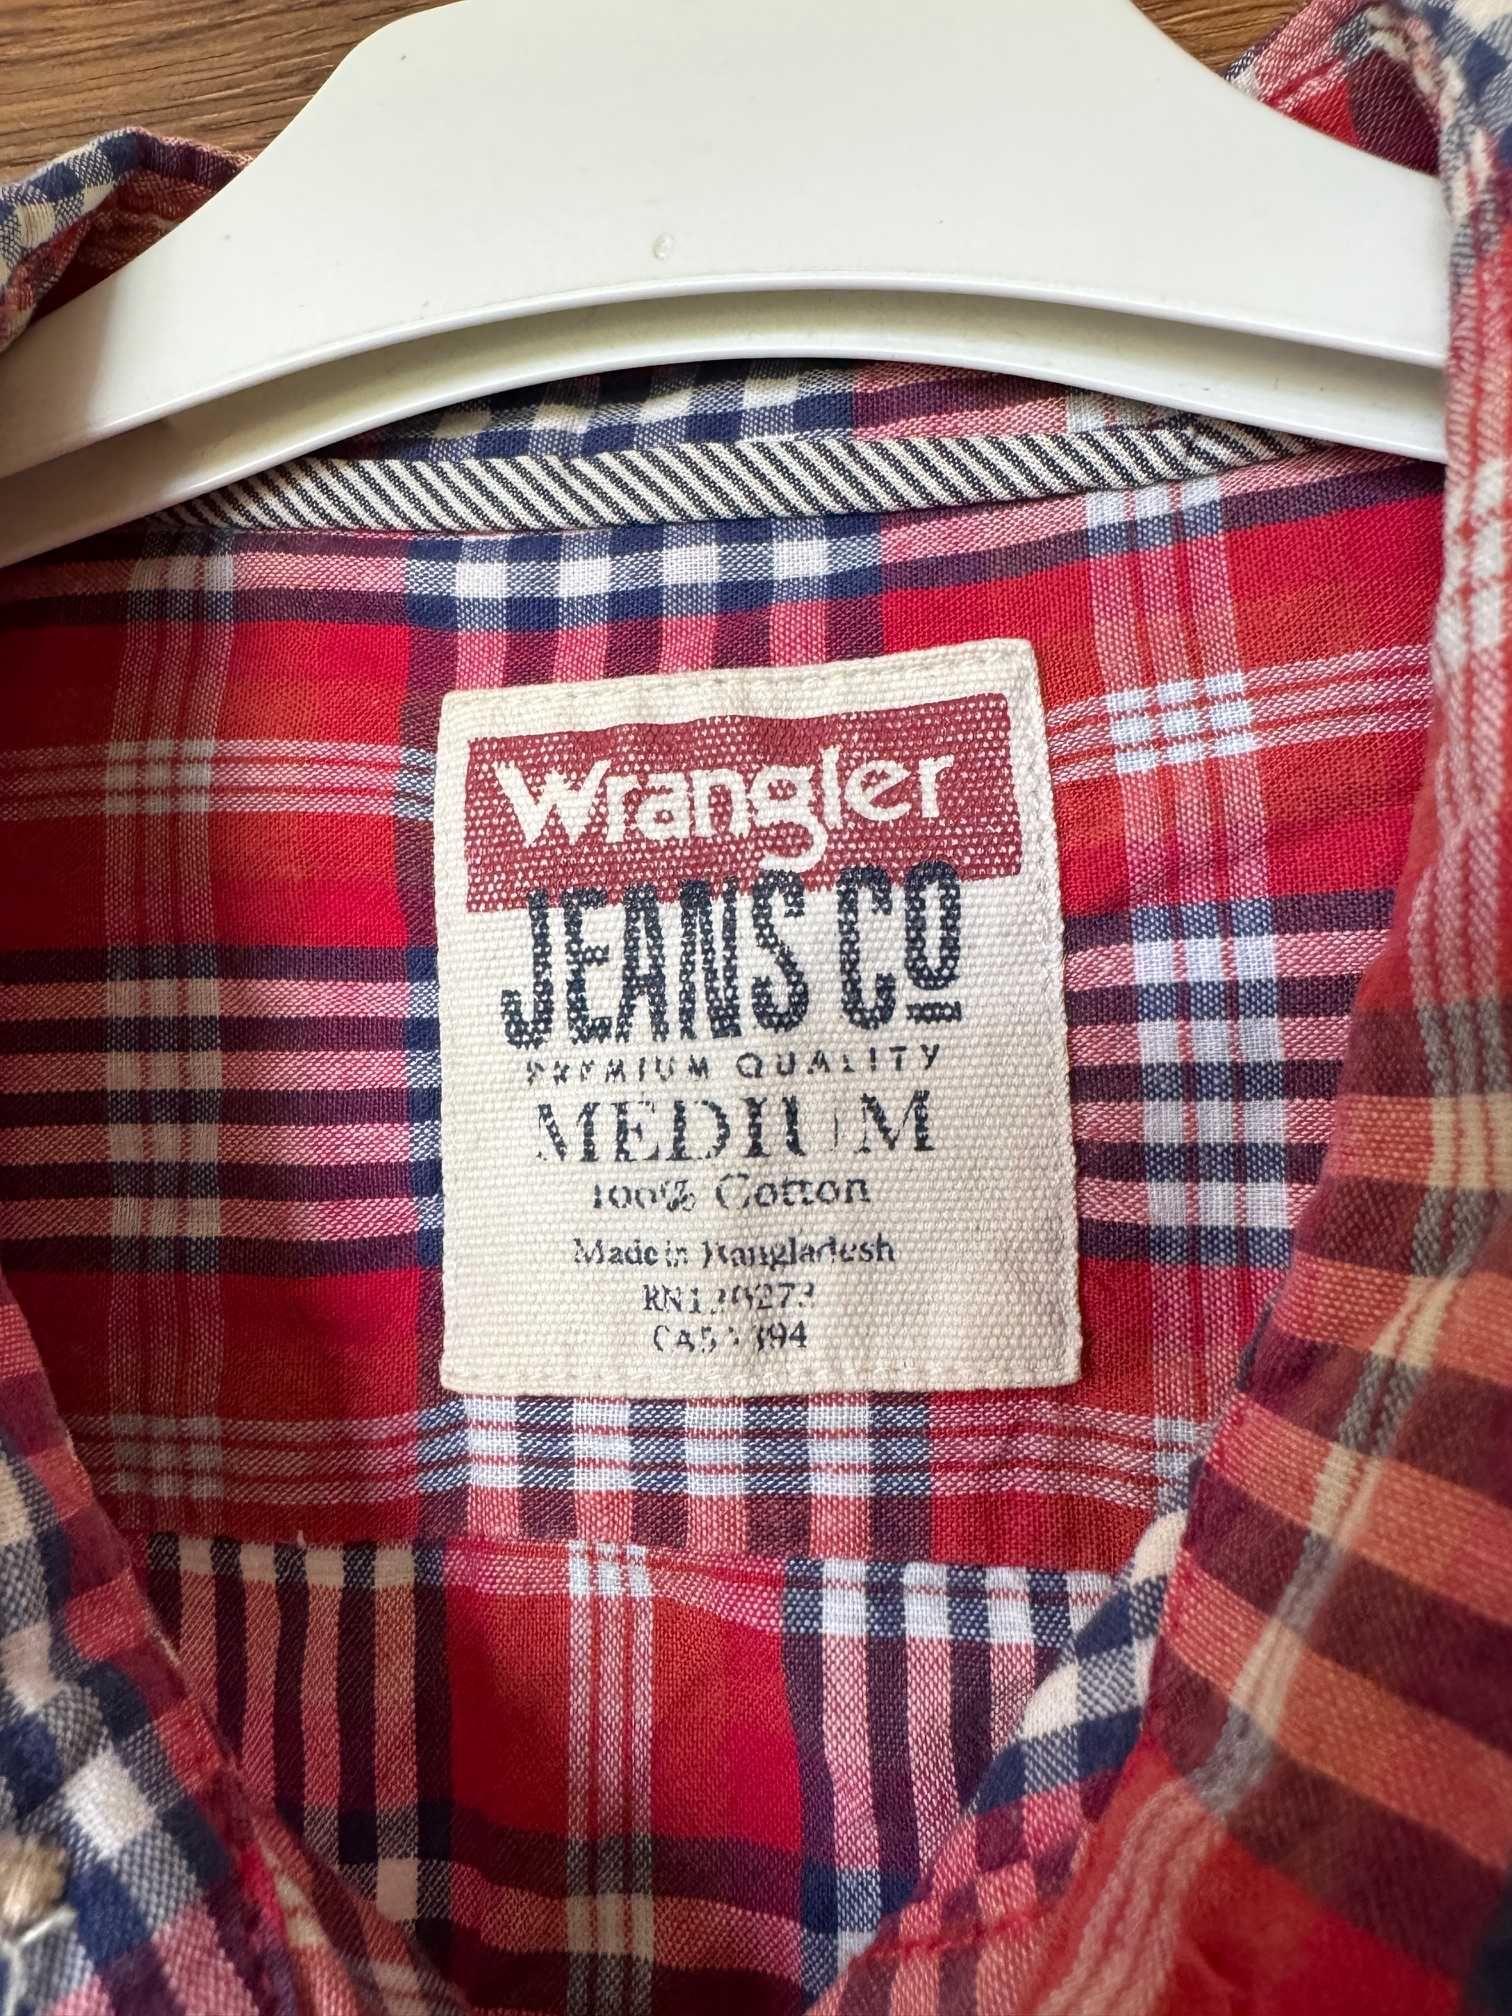 Wrangler
JEANS CO
PREMIUM QUALITY
MEDIUM
100% Cotton
Made in Bangladesh